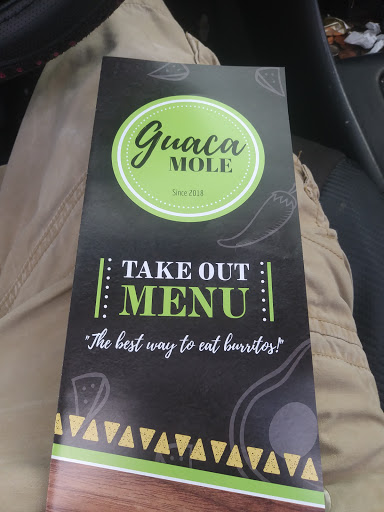 Guaca
MOLE
Since 2018
TAKE OUT
MENU
"The best way to eat burritos!"